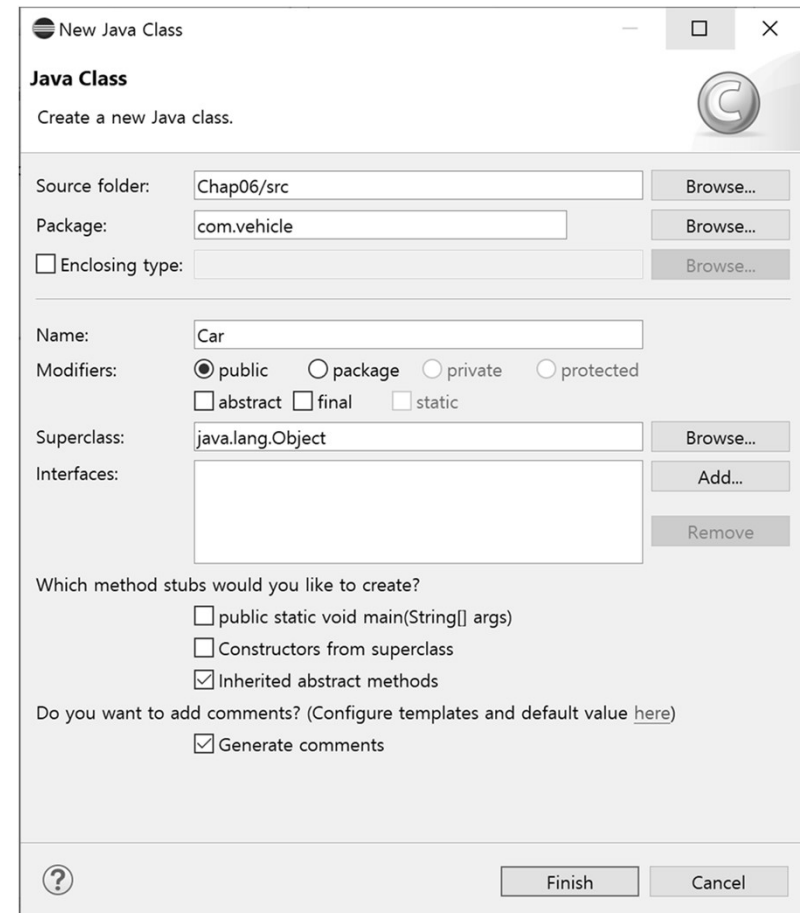 New Java Class
Java Class
Create a new Java class.
C
Source folder: Chap06/src Browse...
Package: com.vehicle Browse...
Enclosing type: Browse...
Name: Car
Modifiers: public package private protected
abstract final static
Superclass: java.lang.Object Browse...
Interfaces: Add...
Remove
Which method stubs would you like to create?
public static void main(String[] args)
Constructors from superclass
Inherited abstract methods
Do you want to add comments? (Configure templates and default value here)
Generate comments
? Finish Cancel